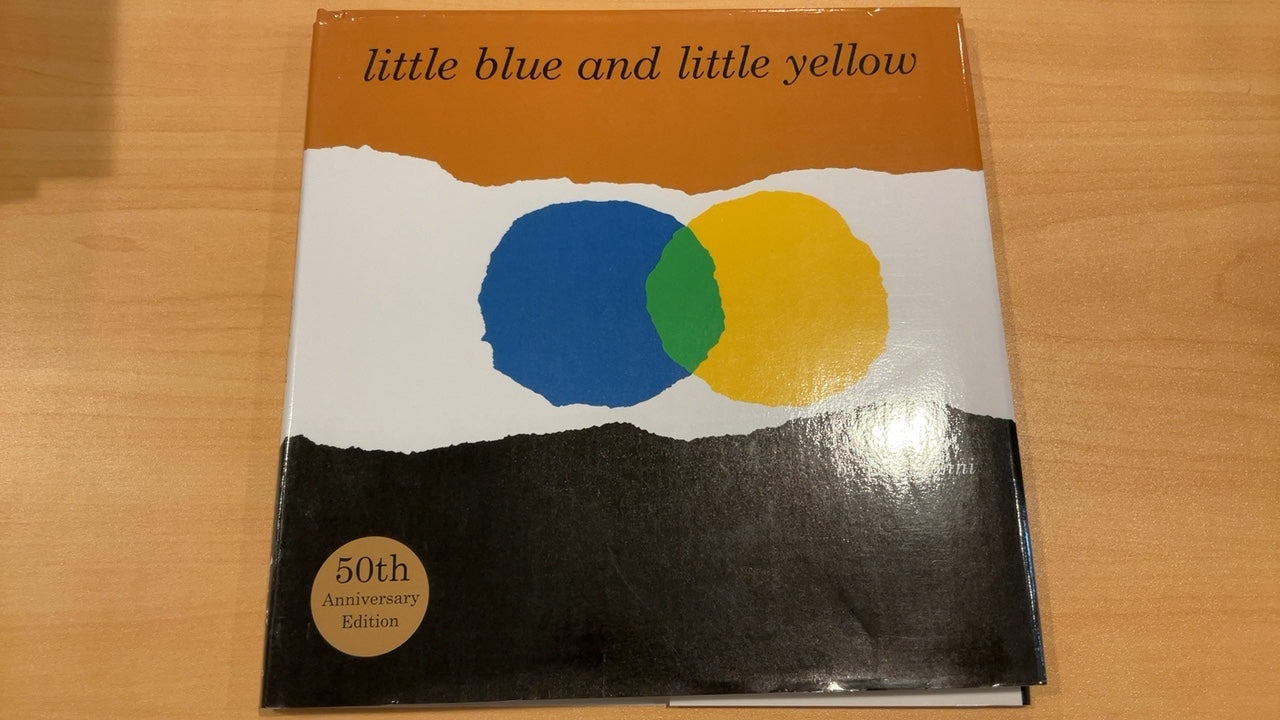 little blue and little yellow
50th
Anniversary
Edition